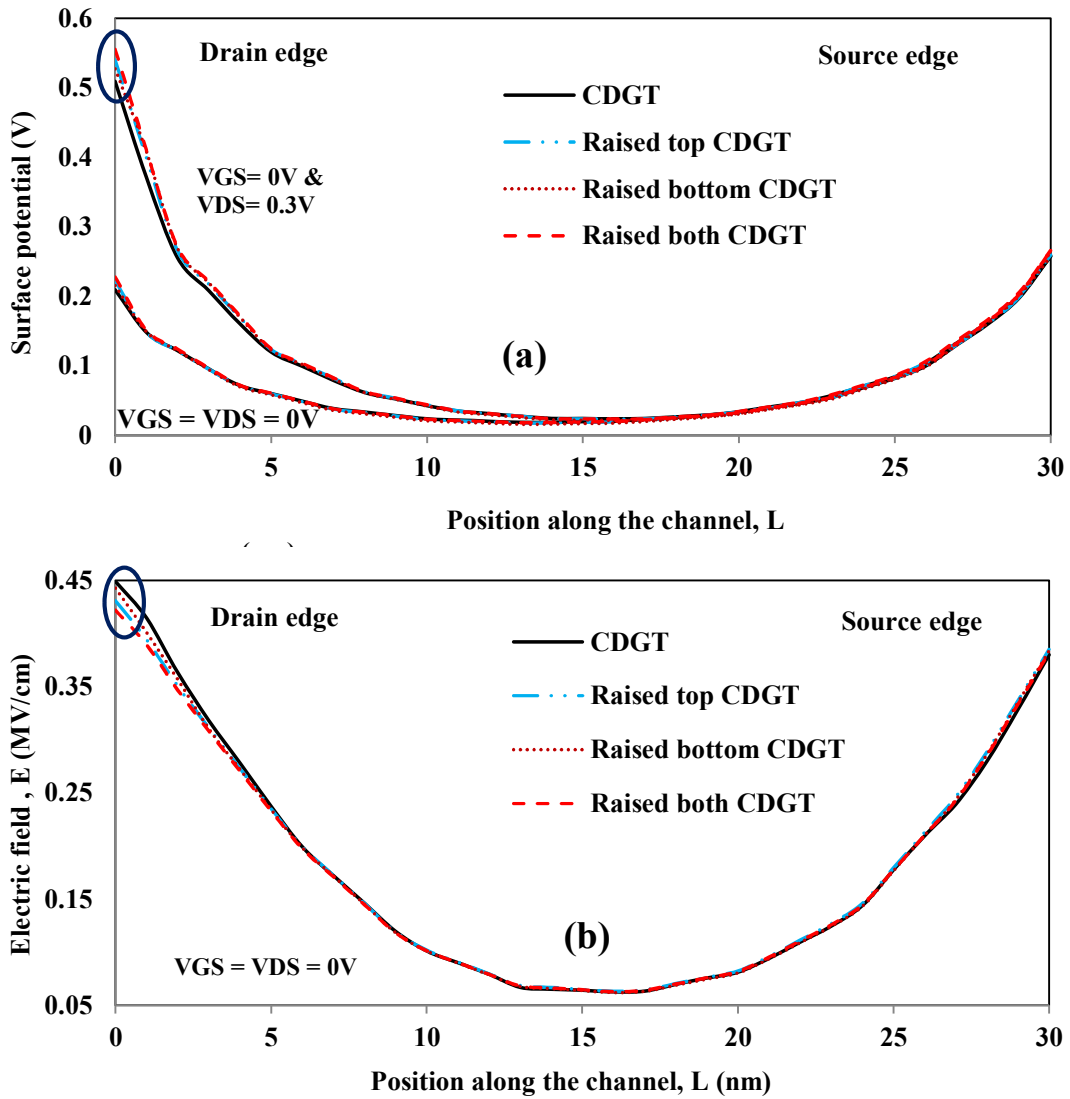 0.6
0.5
0.4
0.3
0.2
0.1
0
Surface potential (V)
Drain edge
Source edge
CDGT
Raised top CDGT
Raised bottom CDGT
Raised both CDGT
VGS= 0V &
VDS= 0.3V
(a)
VGS = VDS = 0V
0 5 10 15 20 25 30
Position along the channel, L
0.45
0.35
0.25
0.15
0.05
Electric field , E (MV/cm)
Drain edge
Source edge
CDGT
Raised top CDGT
Raised bottom CDGT
Raised both CDGT
(b)
VGS = VDS = 0V
0 5 10 15 20 25 30
Position along the channel, L (nm)